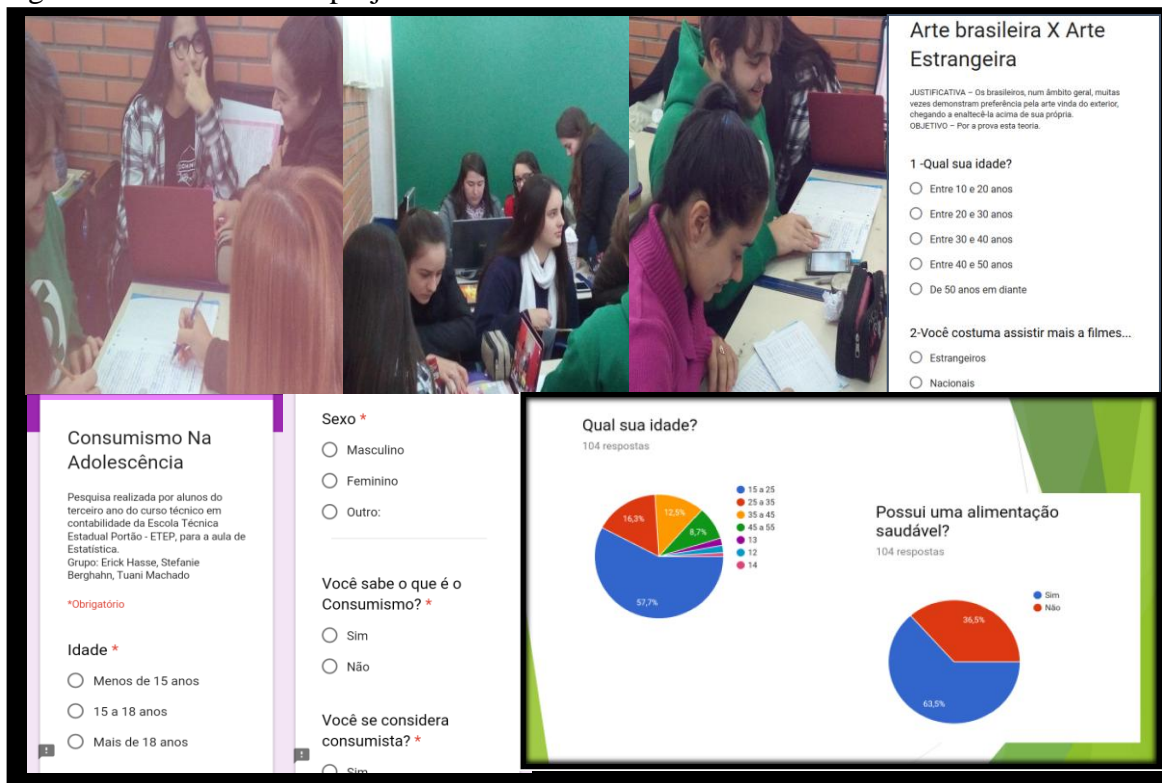 Arte brasileira X Arte
Estrangeira
JUSTIFICATIVA – Os brasileiros, num âmbito geral, muitas
vezes demonstram preferência pela arte vinda do exterior,
chegando a enaltecê-la acima de sua própria.
OBJETIVO – Por a prova esta teoria.
1 -Qual sua idade?
Entre 10 e 20 anos
Entre 20 e 30 anos
Entre 30 e 40 anos
Entre 40 e 50 anos
De 50 anos em diante
2-Você costuma assistir mais a filmes...
Estrangeiros
Nacionais
Consumismo Na
Adolescência
Pesquisa realizada por alunos do
terceiro ano do curso técnico em
contabilidade da Escola Técnica
Estadual Portão - ETEP, para a aula de
Estatística.
Grupo: Erick Hasse, Stefanie
Berghahn, Tuani Machado
*Obrigatório
Idade *
Menos de 15 anos
15 a 18 anos
Mais de 18 anos
Sexo *
Masculino
Feminino
Outro:
Você sabe o que é o
Consumismo? *
Sim
Não
Você se considera
consumista? *
Sim
Qual sua idade?
104 respostas
16,3%
12,5%
8,7%
57,7%
15 a 25
25 a 35
35 a 45
45 a 55
13
12
14
Possui uma alimentação
saudável?
104 respostas
36,5%
63,5%
Sim
Não